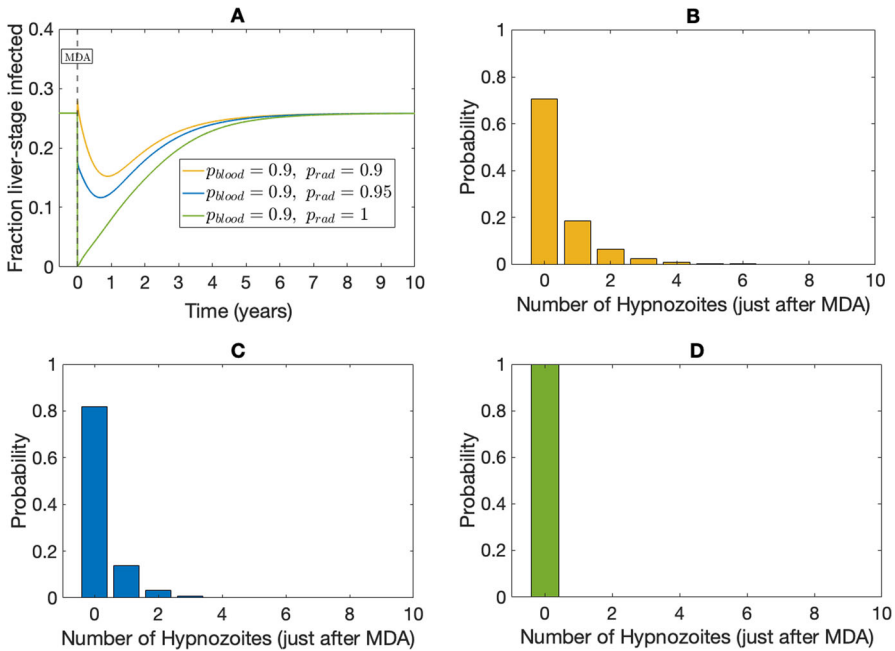 A
Fraction liver-stage infected
0.4
0.3
0.2
0.1
0
MDA
p_blood = 0.9, p_rad = 0.9
p_blood = 0.9, p_rad = 0.95
p_blood = 0.9, p_rad = 1
0 1 2 3 4 5 6 7 8 9 10
Time (years)
B
Probability
1
0.8
0.6
0.4
0.2
0
0 2 4 6 8 10
Number of Hypnozoites (just after MDA)
C
Probability
1
0.8
0.6
0.4
0.2
0
0 2 4 6 8 10
Number of Hypnozoites (just after MDA)
D
Probability
1
0.8
0.6
0.4
0.2
0
0 2 4 6 8 10
Number of Hypnozoites (just after MDA)